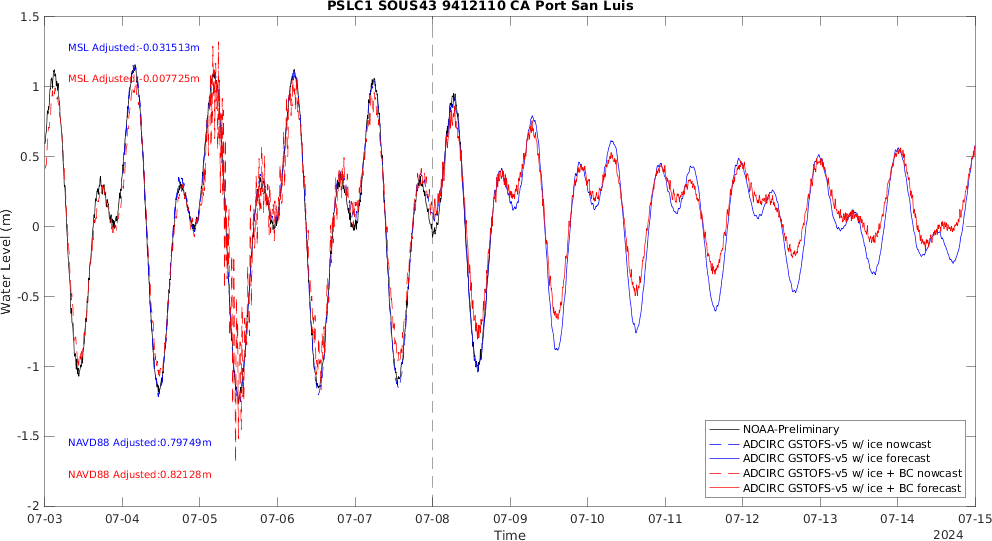 PSLC1 SOUS43 9412110 CA Port San Luis
1.5
1
0.5
0
-0.5
-1
-1.5
-2
Water Level (m)
MSL Adjusted:-0.031513m
MSL Adjusted:-0.007725m
NAVD88 Adjusted:0.79749m
NAVD88 Adjusted:0.82128m
NOAA-Preliminary
ADCIRC GSTOFS-v5 w/ ice nowcast
ADCIRC GSTOFS-v5 w/ ice forecast
ADCIRC GSTOFS-v5 w/ ice + BC nowcast
ADCIRC GSTOFS-v5 w/ ice + BC forecast
07-03 07-04 07-05 07-06 07-07 07-08 07-09 07-10 07-11 07-12 07-13 07-14 07-15
Time
2024